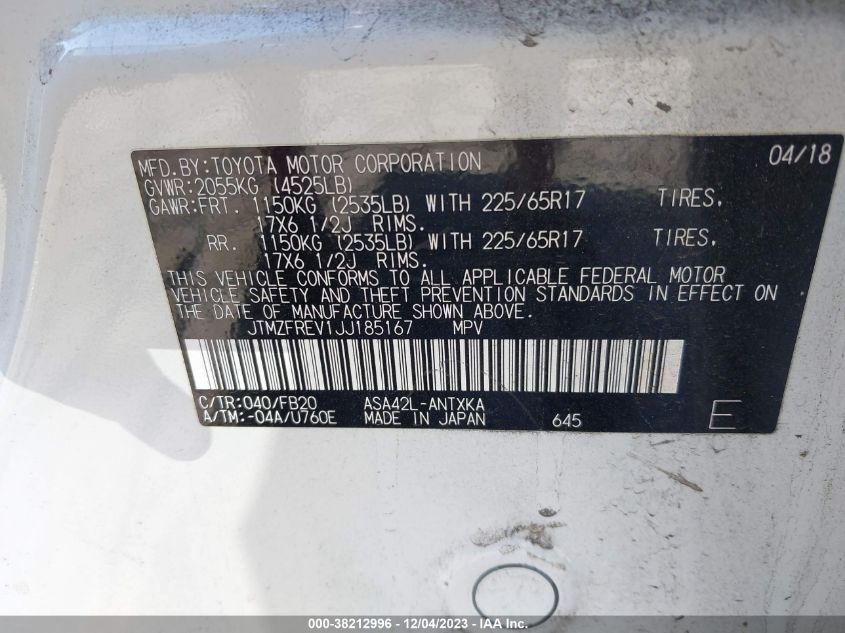 MFD.BY:TOYOTA MOTOR CORPORATION 04/18
GVWR:2055KG (4525LB)
GAWR:FRT. 1150KG (2535LB) WITH 225/65R17 TIRES,
17X6 1/2J RIMS.
RR. 1150KG (2535LB) WITH 225/65R17 TIRES,
17X6 1/2J RIMS.
THIS VEHICLE CONFORMS TO ALL APPLICABLE FEDERAL MOTOR
VEHICLE SAFETY AND THEFT PREVENTION STANDARDS IN EFFECT ON
THE DATE OF MANUFACTURE SHOWN ABOVE.
JTMZFREV1JJ185167 MPV
C/TR:040/FB20 ASA42L-ANTXKA
A/TM:-04A/U760E MADE IN JAPAN 645 E
000-38212996 - 12/04/2023 - IAA Inc.